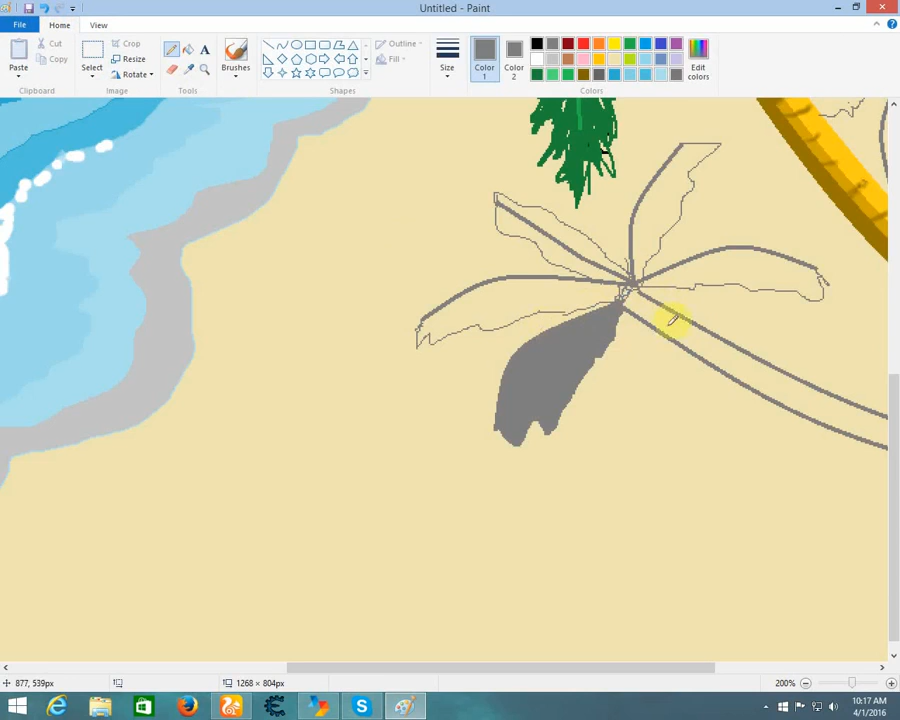 Untitled - Paint
File
Home
View
Paste
Cut
Copy
Clipboard
Select
Crop
Resize
Rotate
Image
A
Tools
Brushes
Outline
Fill
Shapes
Size
Color 1
Color 2
Edit colors
Colors
877, 539px
1268 × 804px
200%
10:17 AM
4/1/2016